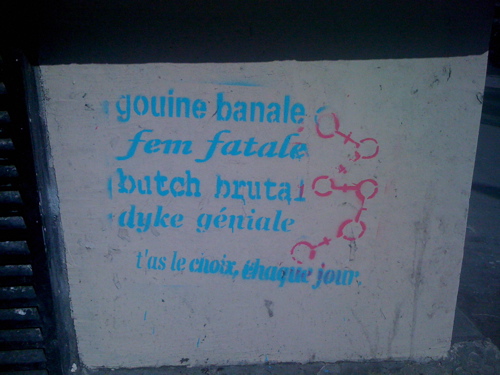 gouine banale
fem fatale
butch brutal
dyke géniale
t'as le choix, chaque jour